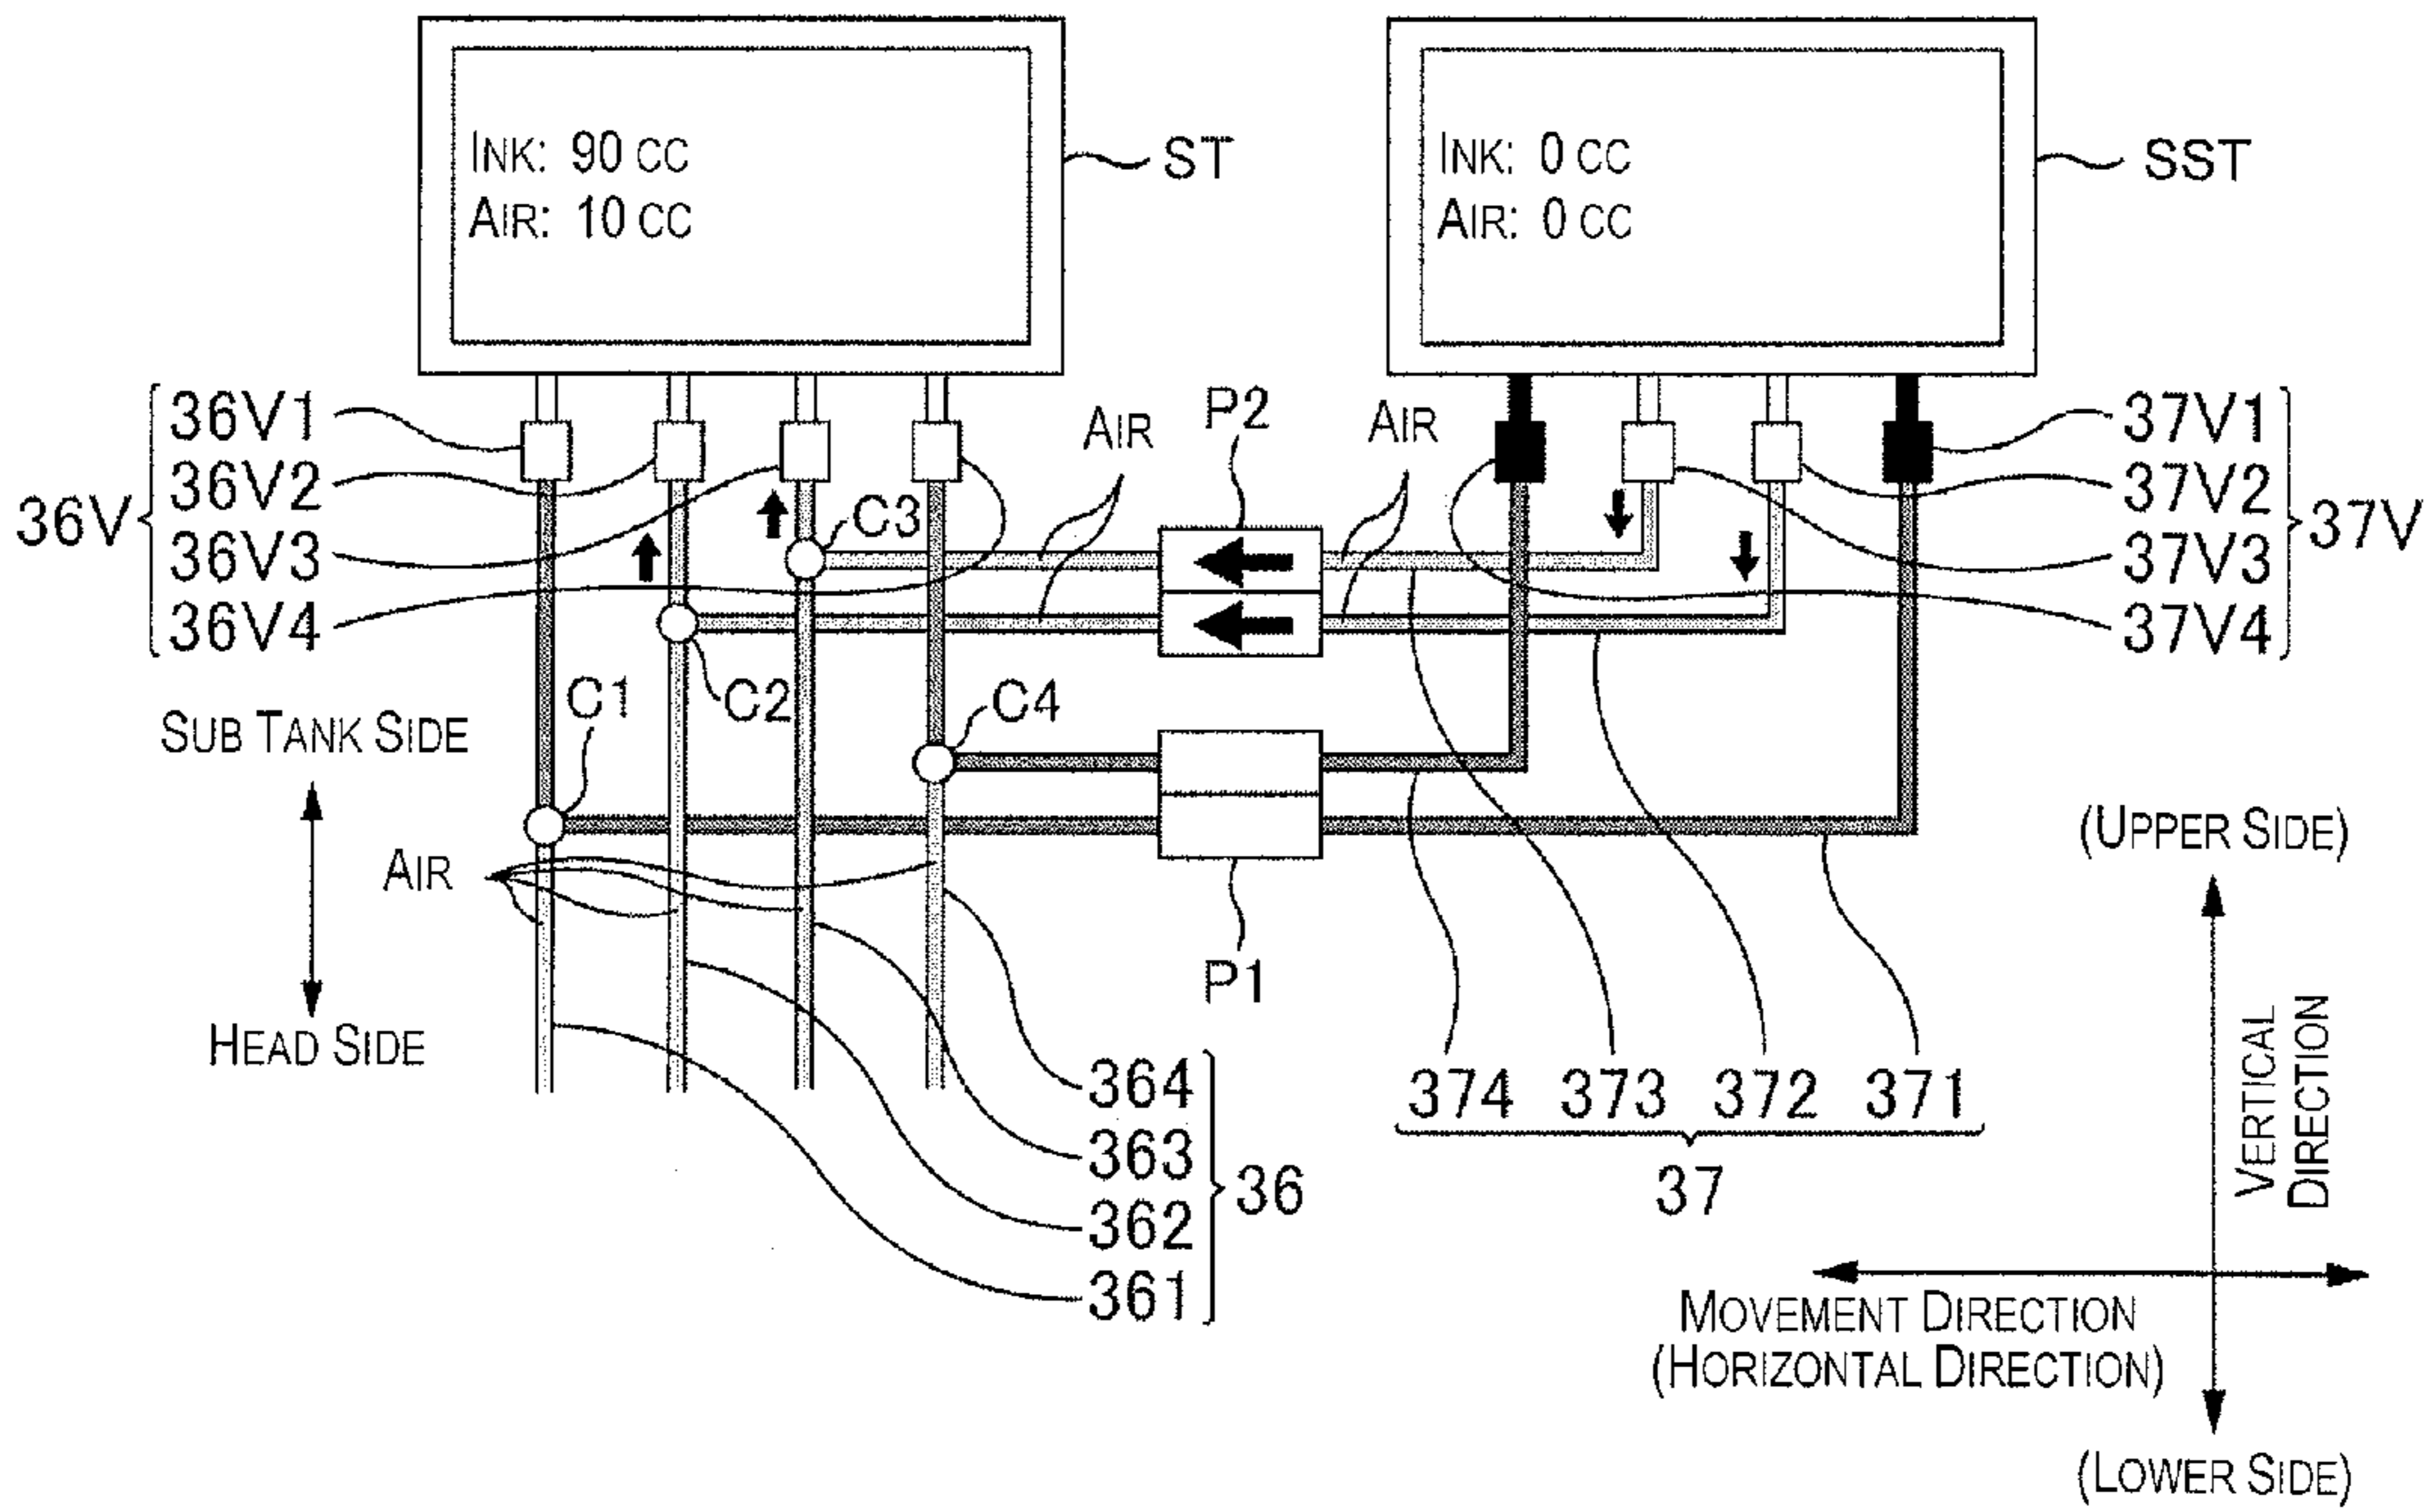 INK: 90 CC
AIR: 10 CC
ST
INK: 0 CC
AIR: 0 CC
SST
36V
36V1
36V2
36V3
36V4
AIR
P2
AIR
37V1
37V2
37V3
37V4
37V
C3
C2
C1
C4
SUB TANK SIDE
HEAD SIDE
AIR
P1
364
363
362
361
36
374 373 372 371
37
(UPPER SIDE)
VERTICAL
DIRECTION
MOVEMENT DIRECTION
(HORIZONTAL DIRECTION)
(LOWER SIDE)